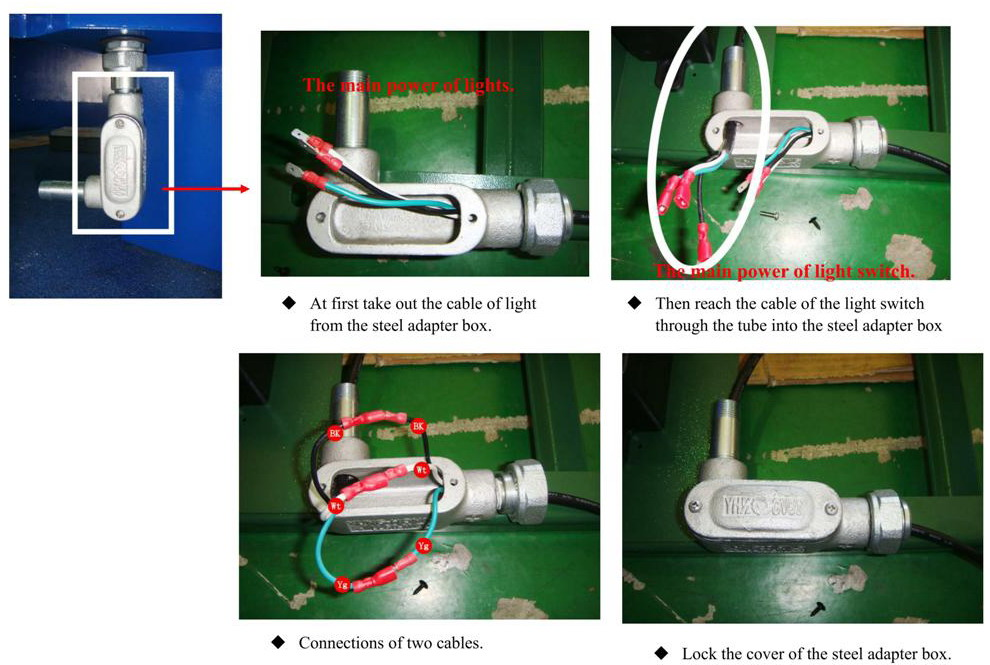 The main power of lights.
◆ At first take out the cable of light
from the steel adapter box.
The main power of light switch.
◆ Then reach the cable of the light switch
through the tube into the steel adapter box
BK
BK
Wt
Wt
Yg
Yg
◆ Connections of two cables.
◆ Lock the cover of the steel adapter box.